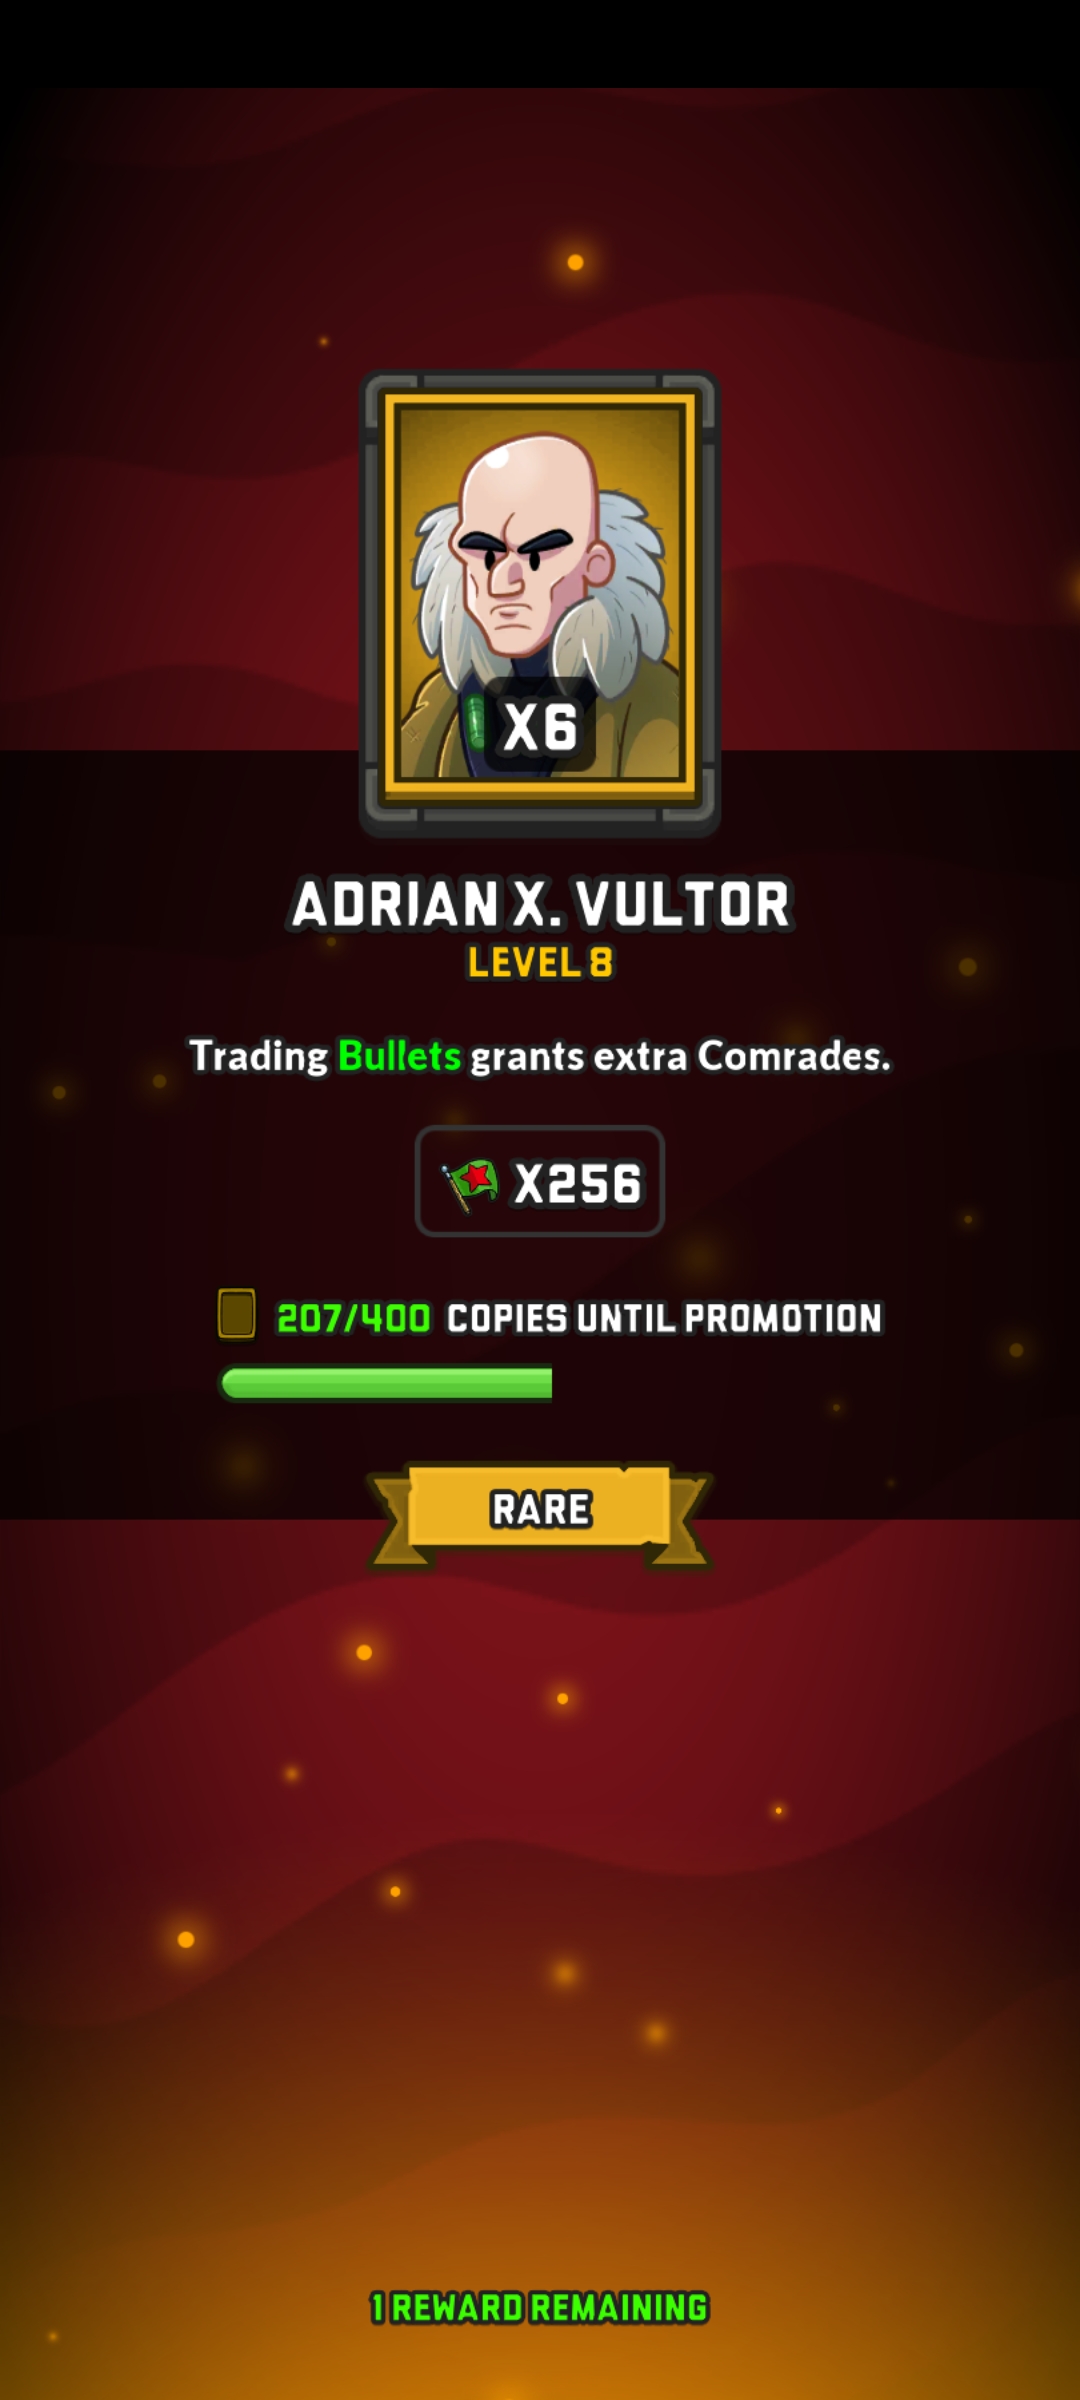 X6
ADRIAN X. VULTOR
LEVEL 8
Trading Bullets grants extra Comrades.
X256
207/400 COPIES UNTIL PROMOTION
RARE
1 REWARD REMAINING